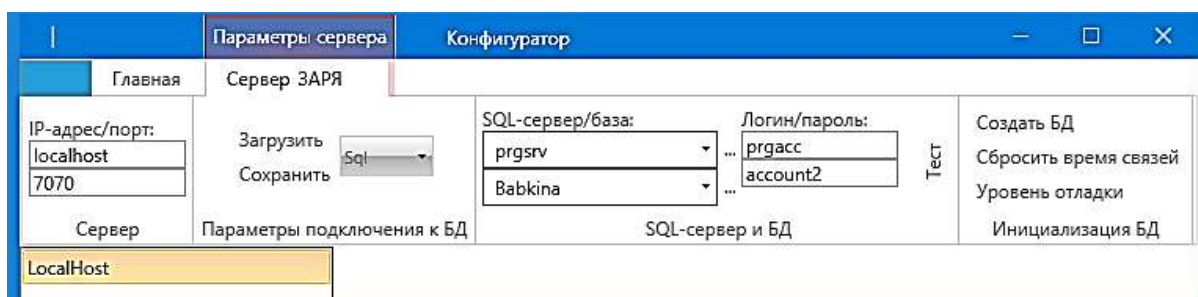 Параметры сервера Конфигуратор
Главная Сервер ЗАРЯ
IP-адрес/порт:
localhost
7070
Сервер
Загрузить
Сохранить
Sql
Параметры подключения к БД
SQL-сервер/база:
prgsrv ...
Babkina ...
Логин/пароль:
prgacc
account2
Тест
SQL-сервер и БД
Создать БД
Сбросить время связей
Уровень отладки
Инициализация БД
LocalHost